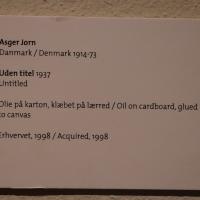 Asger Jorn
Danmark / Denmark 1914-73
Uden titel 1937
Untitled
Olie på karton, klæbet på lærred / Oil on cardboard, glued
to canvas
Erhvervet, 1998 / Acquired, 1998